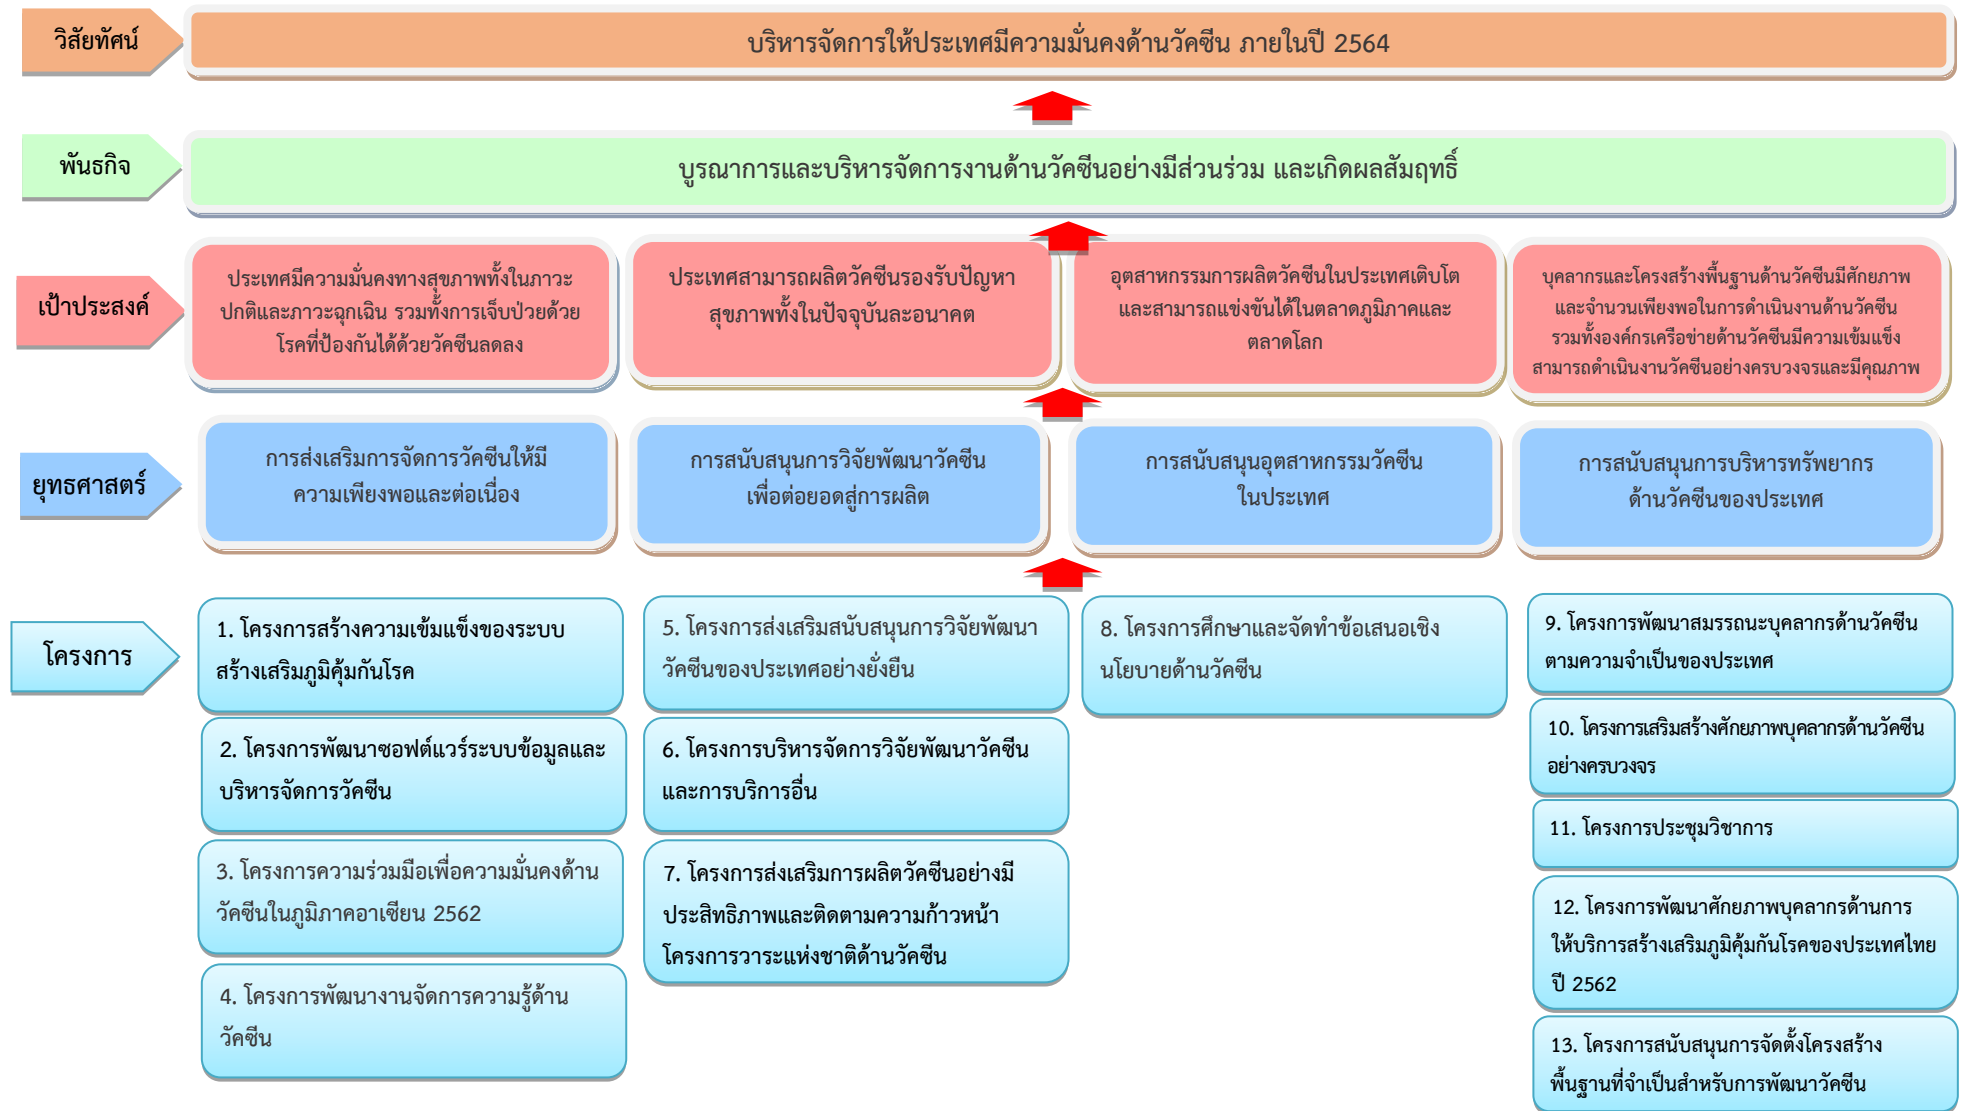 วิสัยทัศน์
บริหารจัดการให้ประเทศมีความมั่นคงด้านวัคซีน ภายในปี 2564
พันธกิจ
บูรณาการและบริหารจัดการงานด้านวัคซีนอย่างมีส่วนร่วม และเกิดผลสัมฤทธิ์
เป้าประสงค์
ประเทศมีความมั่นคงทางสุขภาพทั้งในภาวะ
ปกติและภาวะฉุกเฉิน รวมทั้งการเจ็บป่วยด้วย
โรคที่ป้องกันได้ด้วยวัคซีนลดลง
ประเทศสามารถผลิตวัคซีนรองรับปัญหา
สุขภาพทั้งในปัจจุบันละอนาคต
อุตสาหกรรมการผลิตวัคซีนในประเทศเติบโต
และสามารถแข่งขันได้ในตลาดภูมิภาคและ
ตลาดโลก
บุคลากรและโครงสร้างพื้นฐานด้านวัคซีนมีศักยภาพ
และจำนวนเพียงพอในการดำเนินงานด้านวัคซีน
รวมทั้งองค์กรเครือข่ายด้านวัคซีนมีความเข้มแข็ง
สามารถดำเนินงานวัคซีนอย่างครบวงจรและมีคุณภาพ
ยุทธศาสตร์
การส่งเสริมการจัดการวัคซีนให้มี
ความเพียงพอและต่อเนื่อง
การสนับสนุนการวิจัยพัฒนาวัคซีน
เพื่อต่อยอดสู่การผลิต
การสนับสนุนอุตสาหกรรมวัคซีน
ในประเทศ
การสนับสนุนการบริหารทรัพยากร
ด้านวัคซีนของประเทศ
โครงการ
1. โครงการสร้างความเข้มแข็งของระบบ
สร้างเสริมภูมิคุ้มกันโรค
2. โครงการพัฒนาซอฟต์แวร์ระบบข้อมูลและ
บริหารจัดการวัคซีน
3. โครงการความร่วมมือเพื่อความมั่นคงด้าน
วัคซีนในภูมิภาคอาเซียน 2562
4. โครงการพัฒนางานจัดการความรู้ด้าน
วัคซีน
5. โครงการส่งเสริมสนับสนุนการวิจัยพัฒนา
วัคซีนของประเทศอย่างยั่งยืน
6. โครงการบริหารจัดการวิจัยพัฒนาวัคซีน
และการบริการอื่น
7. โครงการส่งเสริมการผลิตวัคซีนอย่างมี
ประสิทธิภาพและติดตามความก้าวหน้า
โครงการวาระแห่งชาติด้านวัคซีน
8. โครงการศึกษาและจัดทำข้อเสนอเชิง
นโยบายด้านวัคซีน
9. โครงการพัฒนาสมรรถนะบุคลากรด้านวัคซีน
ตามความจำเป็นของประเทศ
10. โครงการเสริมสร้างศักยภาพบุคลากรด้านวัคซีน
อย่างครบวงจร
11. โครงการประชุมวิชาการ
12. โครงการพัฒนาศักยภาพบุคลากรด้านการ
ให้บริการสร้างเสริมภูมิคุ้มกันโรคของประเทศไทย
ปี 2562
13. โครงการสนับสนุนการจัดตั้งโครงสร้าง
พื้นฐานที่จำเป็นสำหรับการพัฒนาวัคซีน